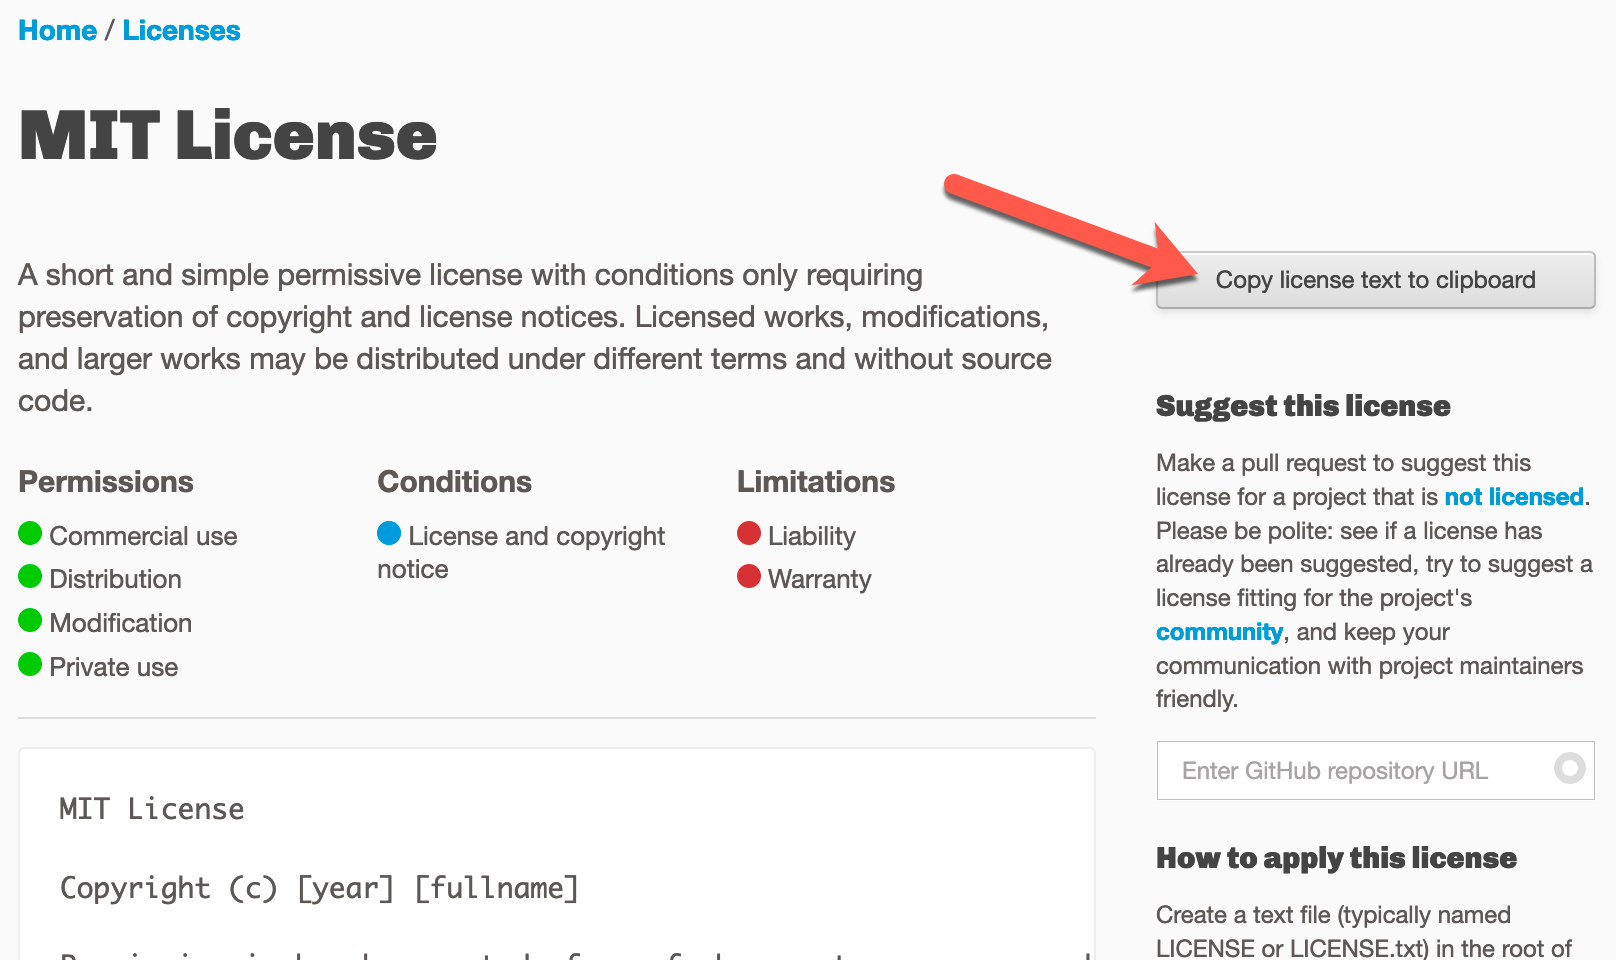 Home / Licenses
MIT License
A short and simple permissive license with conditions only requiring
preservation of copyright and license notices. Licensed works, modifications,
and larger works may be distributed under different terms and without source
code.
Permissions
Commercial use
Distribution
Modification
Private use
Conditions
License and copyright
notice
Limitations
Liability
Warranty
MIT License
Copyright (c) [year] [fullname]
Copy license text to clipboard
Suggest this license
Make a pull request to suggest this
license for a project that is not licensed.
Please be polite: see if a license has
already been suggested, try to suggest a
license fitting for the project's
community, and keep your
communication with project maintainers
friendly.
Enter GitHub repository URL
How to apply this license
Create a text file (typically named
LICENSE or LICENSE.txt) in the root of